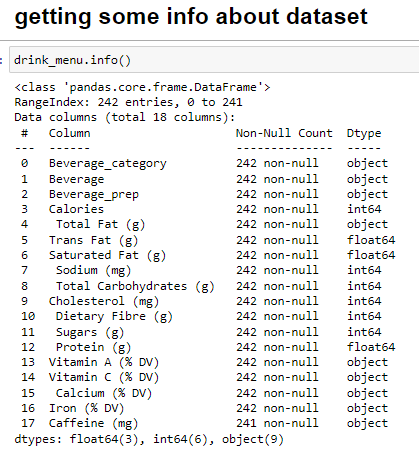 getting some info about dataset
: drink_menu.info()
<class 'pandas.core.frame.DataFrame'>
RangeIndex: 242 entries, 0 to 241
Data columns (total 18 columns):
 #   Column                     Non-Null Count  Dtype
---  ------                     --------------  -----
 0   Beverage_category          242 non-null    object
 1   Beverage                   242 non-null    object
 2   Beverage_prep              242 non-null    object
 3   Calories                   242 non-null    int64
 4    Total Fat (g)             242 non-null    object
 5   Trans Fat (g)              242 non-null    float64
 6   Saturated Fat (g)          242 non-null    float64
 7    Sodium (mg)               242 non-null    int64
 8    Total Carbohydrates (g)   242 non-null    int64
 9   Cholesterol (mg)           242 non-null    int64
 10   Dietary Fibre (g)         242 non-null    int64
 11   Sugars (g)                242 non-null    int64
 12   Protein (g)               242 non-null    float64
 13  Vitamin A (% DV)           242 non-null    object
 14  Vitamin C (% DV)           242 non-null    object
 15   Calcium (% DV)            242 non-null    object
 16  Iron (% DV)                242 non-null    object
 17  Caffeine (mg)              241 non-null    object
dtypes: float64(3), int64(6), object(9)